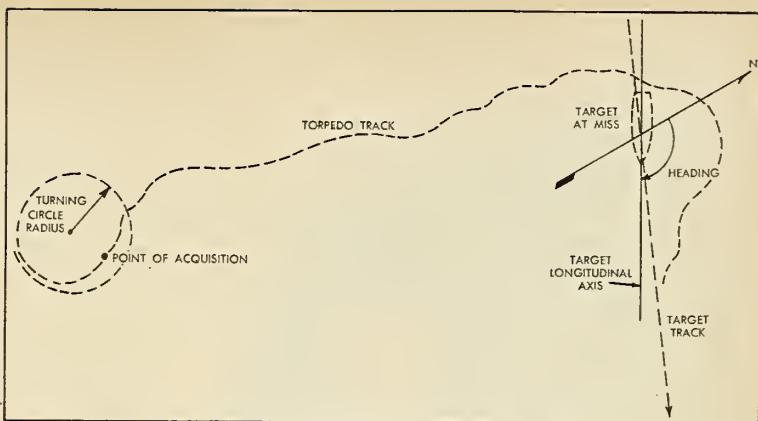 N
TARGET
AT MISS
TORPEDO TRACK
HEADING
TURNING
CIRCLE
RADIUS
POINT OF ACQUISITION
TARGET
LONGITUDINAL
AXIS
TARGET
TRACK